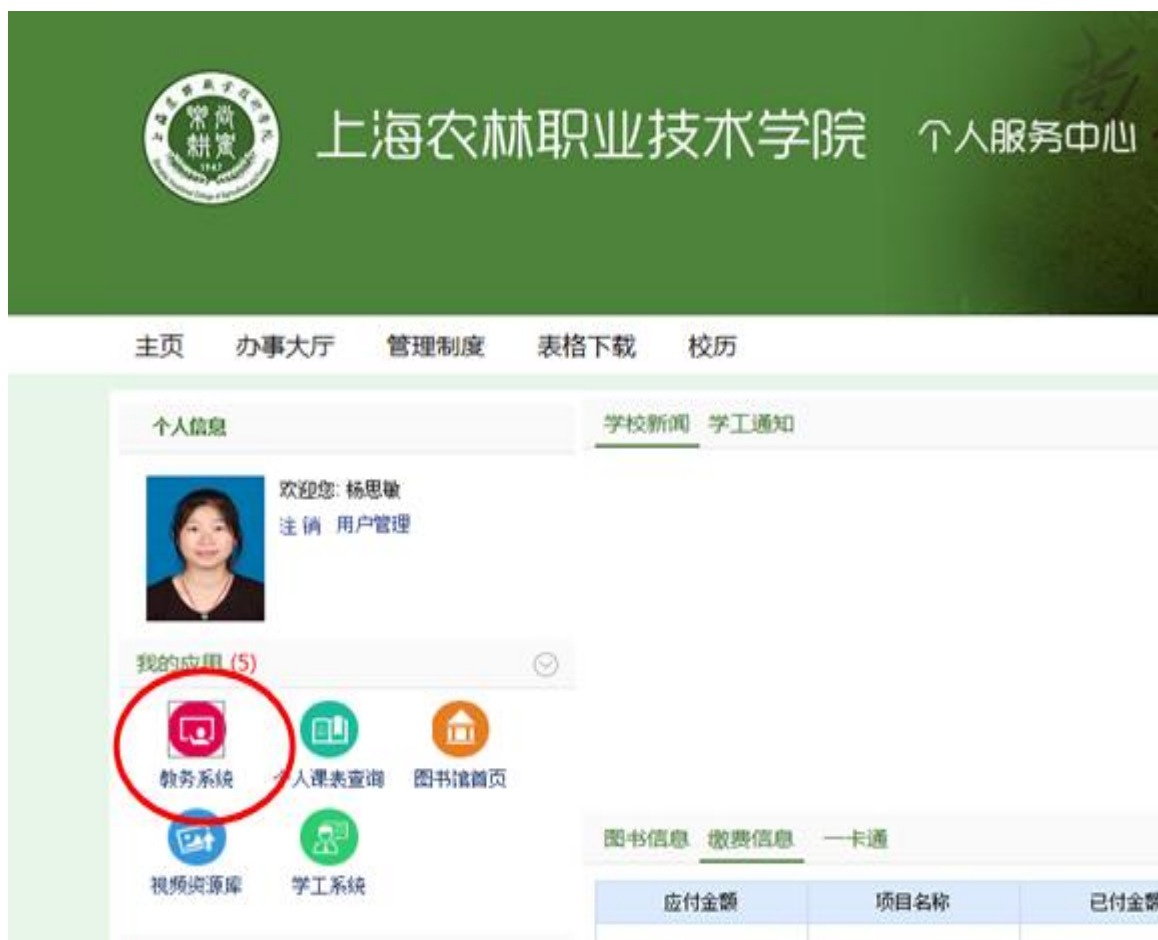 上海农林职业技术学院 个人服务中心
主页 办事大厅 管理制度 表格下载 校历
个人信息
学校新闻 学工通知
欢迎您: 杨思敏
注 销 用户管理
我的应用 (5)
教务系统 个人课表查询 图书馆首页
视频资源库 学工系统
图书信息 缴费信息 一卡通
应付金额 项目名称 已付金额